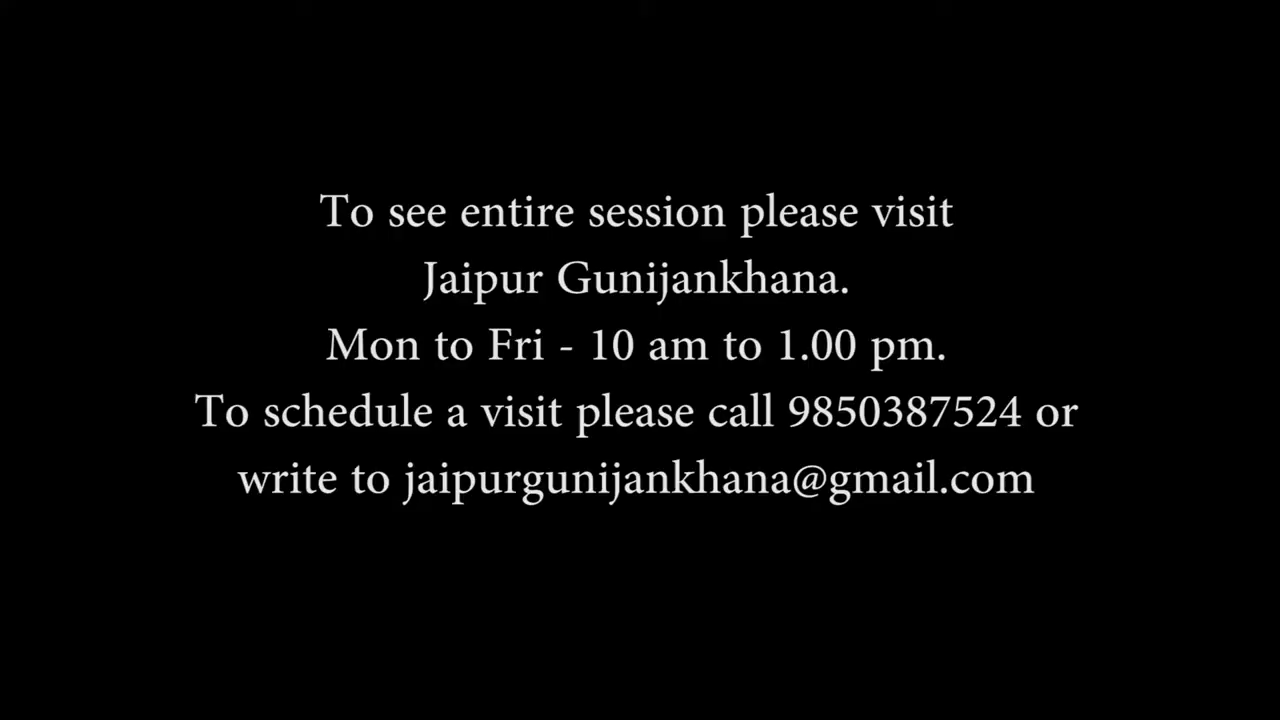 To see entire session please visit
Jaipur Gunijankhana.
Mon to Fri - 10 am to 1.00 pm.
To schedule a visit please call 9850387524 or
write to jaipurgunijankhana@gmail.com